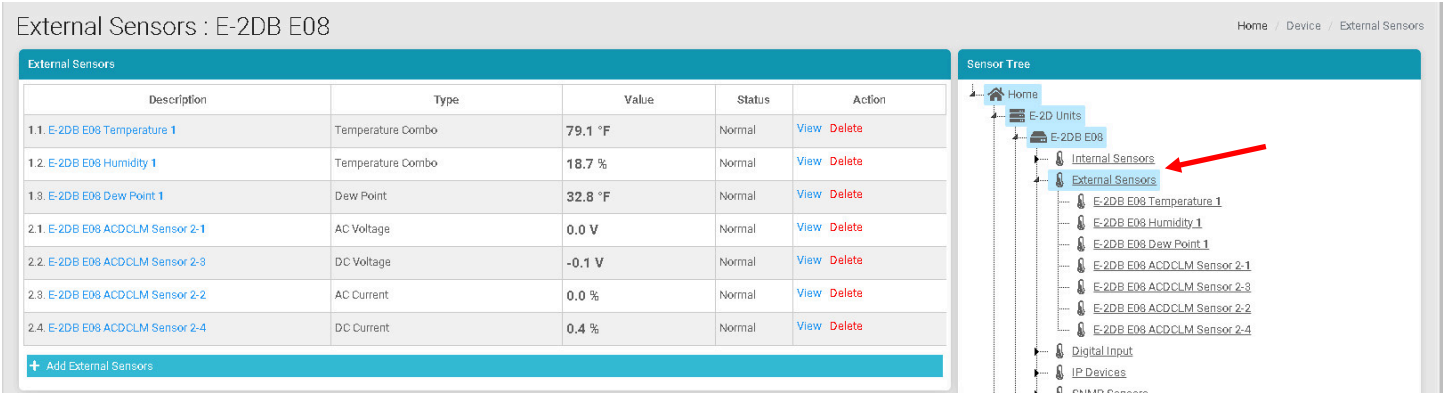 External Sensors : E-2DB E08
Home / Device / External Sensors
External Sensors
Description Type Value Status Action
1.1. E-2DB E08 Temperature 1 Temperature Combo 79.1 °F Normal View Delete
1.2. E-2DB E08 Humidity 1 Temperature Combo 18.7 % Normal View Delete
1.3. E-2DB E08 Dew Point 1 Dew Point 32.8 °F Normal View Delete
2.1. E-2DB E08 ACDCLM Sensor 2-1 AC Voltage 0.0 V Normal View Delete
2.2. E-2DB E08 ACDCLM Sensor 2-3 DC Voltage -0.1 V Normal View Delete
2.3. E-2DB E08 ACDCLM Sensor 2-2 AC Current 0.0 % Normal View Delete
2.4. E-2DB E08 ACDCLM Sensor 2-4 DC Current 0.4 % Normal View Delete
+ Add External Sensors
Sensor Tree
Home
E-2D Units
E-2DB E08
Internal Sensors
External Sensors
E-2DB E08 Temperature 1
E-2DB E08 Humidity 1
E-2DB E08 Dew Point 1
E-2DB E08 ACDCLM Sensor 2-1
E-2DB E08 ACDCLM Sensor 2-3
E-2DB E08 ACDCLM Sensor 2-2
E-2DB E08 ACDCLM Sensor 2-4
Digital Input
IP Devices
SNMP Sensors